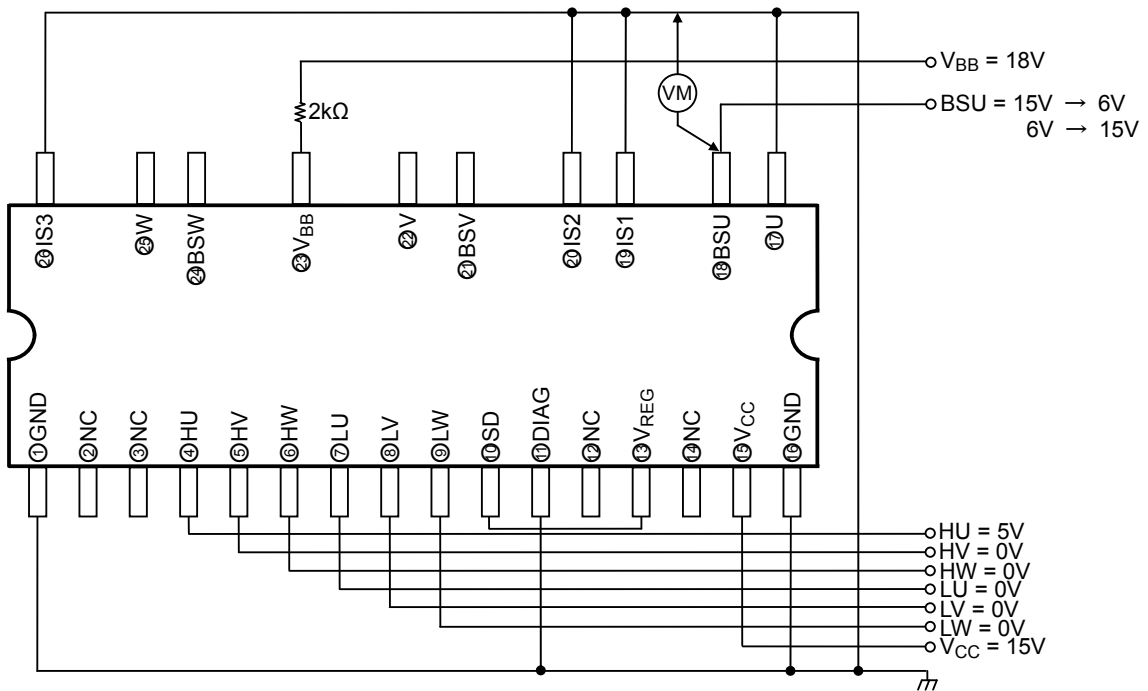 V_BB = 18V
BSU = 15V → 6V
6V → 15V
2kΩ
VM
㉖IS3
㉕W
㉔BSW
㉓V_BB
㉒V
㉑BSV
⑳IS2
⑲IS1
⑱BSU
⑰U
①GND
②NC
③NC
④HU
⑤HV
⑥HW
⑦LU
⑧LV
⑨LW
⑩SD
⑪DIAG
⑫NC
⑬V_REG
⑭NC
⑮V_CC
⑯GND
HU = 5V
HV = 0V
HW = 0V
LU = 0V
LV = 0V
LW = 0V
V_CC = 15V